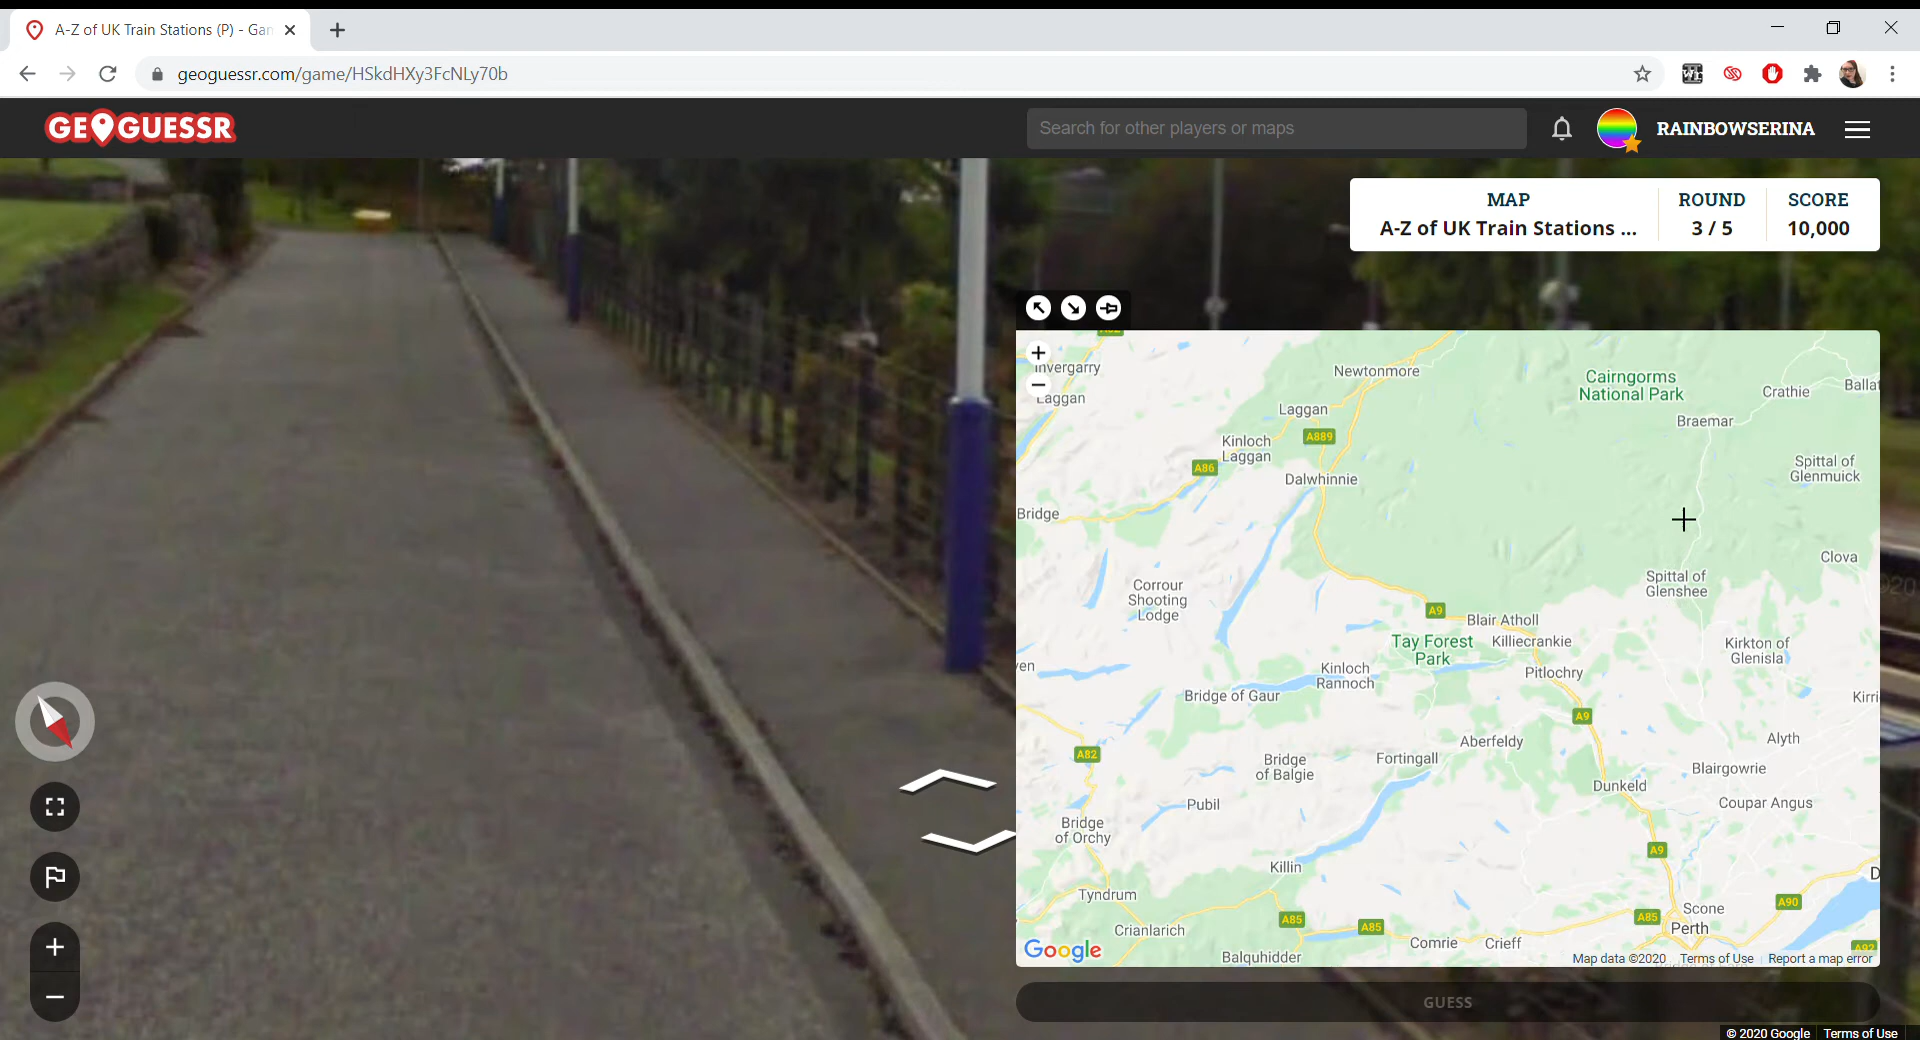 A-Z of UK Train Stations (P) - Gam
geoguessr.com/game/HSkdHXy3FcNLy70b
GEOGUESSR
Search for other players or maps
RAINBOWSERINA
MAP
ROUND
SCORE
A-Z of UK Train Stations ...
3 / 5
10,000
Invergarry
Laggan
Newtonmore
Laggan
A889
Kinloch
Laggan
A86
Dalwhinnie
Cairngorms
National Park
Crathie
Ballat
Braemar
Spittal of
Glenmuick
Bridge
Clova
Corrour
Shooting
Lodge
Spittal of
Glenshee
A9
Blair Atholl
Tay Forest
Park
Killiecrankie
Kirkton of
Glenisla
ven
Kinloch
Rannoch
Pitlochry
Bridge of Gaur
Kirri
A9
A82
Aberfeldy
Alyth
Bridge
of Balgie
Fortingall
Blairgowrie
Dunkeld
Pubil
Coupar Angus
Bridge
of Orchy
A9
Killin
D
Tyndrum
A90
Scone
A85
A85
A85
Perth
Crianlarich
Comrie
Crieff
A92
Balquhidder
Google
Map data ©2020
Terms of Use
Report a map error
GUESS
© 2020 Google
Terms of Use